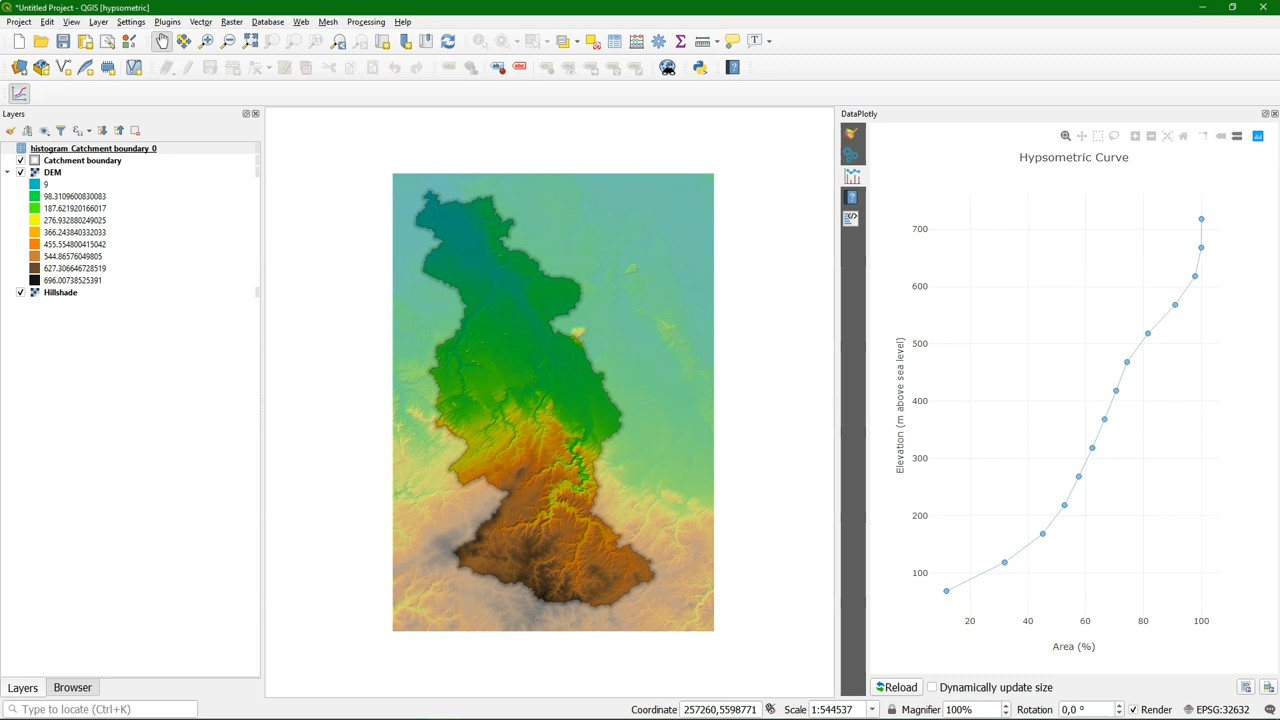 *Untitled Project - QGIS [hypsometric]
Project Edit View Layer Settings Plugins Vector Raster Database Web Mesh Processing Help
Layers
histogram_Catchment boundary_0
Catchment boundary
DEM
9
98.3109600830083
187.621920166017
276.932880249025
366.243840332033
455.554800415042
544.86576049805
627.306646728519
696.00738525391
Hillshade
Layers Browser
DataPlotly
Hypsometric Curve
700
600
500
400
300
200
100
Elevation (m above sea level)
20 40 60 80 100
Area (%)
Reload Dynamically update size
Type to locate (Ctrl+K)
Coordinate 257260,5598771 Scale 1:544537 Magnifier 100% Rotation 0,0 ° Render EPSG:32632